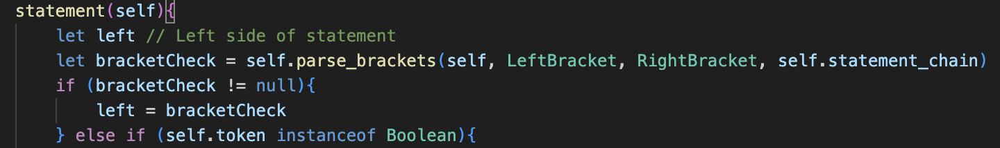 statement(self){
let left // Left side of statement
let bracketCheck = self.parse_brackets(self, LeftBracket, RightBracket, self.statement_chain)
if (bracketCheck != null){
left = bracketCheck
} else if (self.token instanceof Boolean){